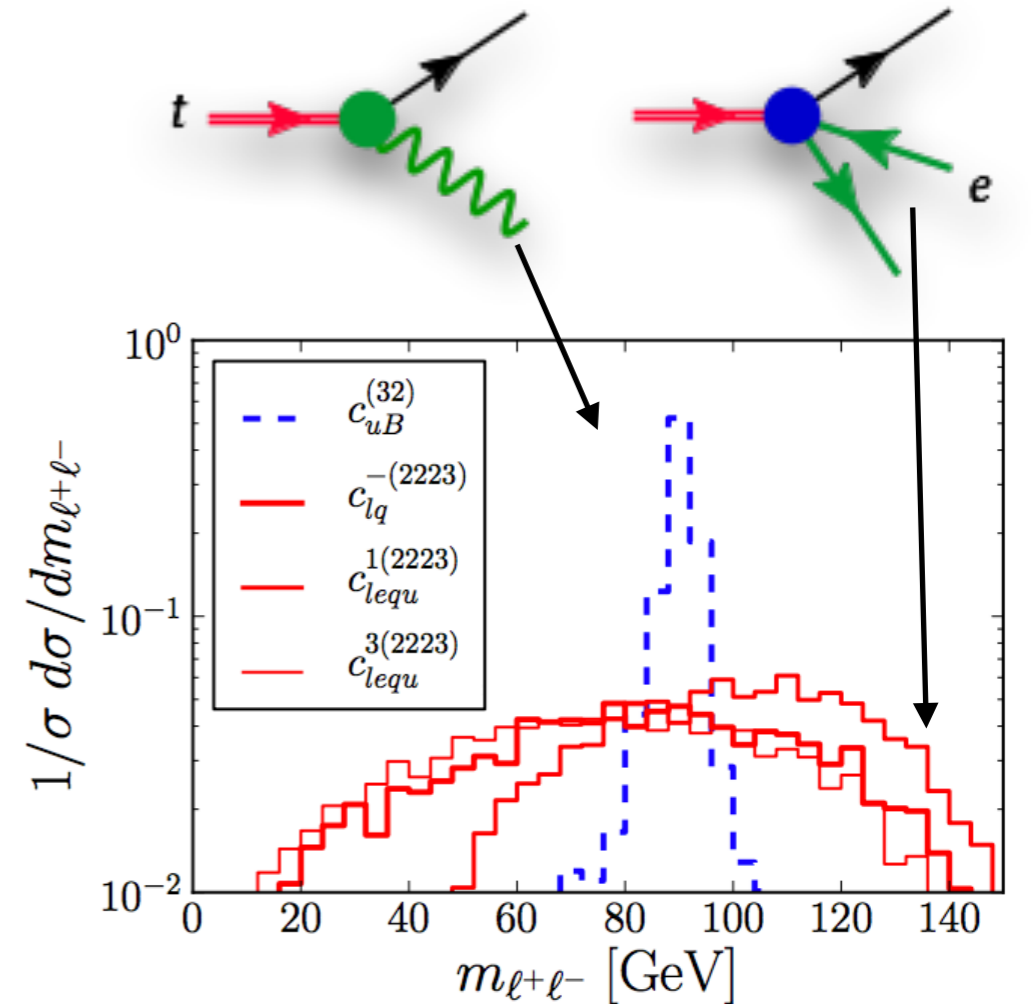 t
e
10^0
c_{uB}^{(32)}
c_{lq}^{-(2223)}
c_{lequ}^{1(2223)}
c_{lequ}^{3(2223)}
1/σ dσ/dm_{ℓ+ℓ−}
10^{−1}
10^{−2}
0 20 40 60 80 100 120 140
m_{ℓ+ℓ−} [GeV]